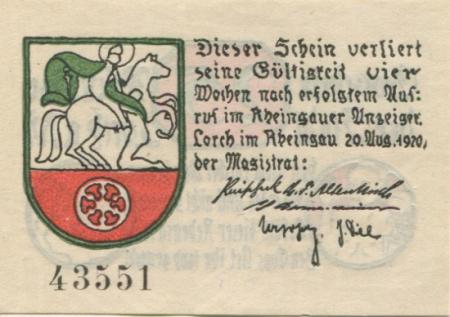 Dieser Schein verliert
seine Gültigkeit vier
Wochen nach erfolgtem Auf:
ruf im Rheingauer Anzeiger.
Lorch im Rheingau 20. Aug. 1920,
der Magistrat:
43551